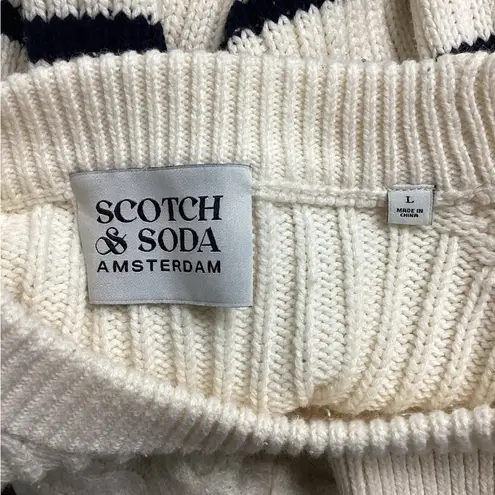 SCOTCH
& SODA
AMSTERDAM
L
MADE IN
CHINA